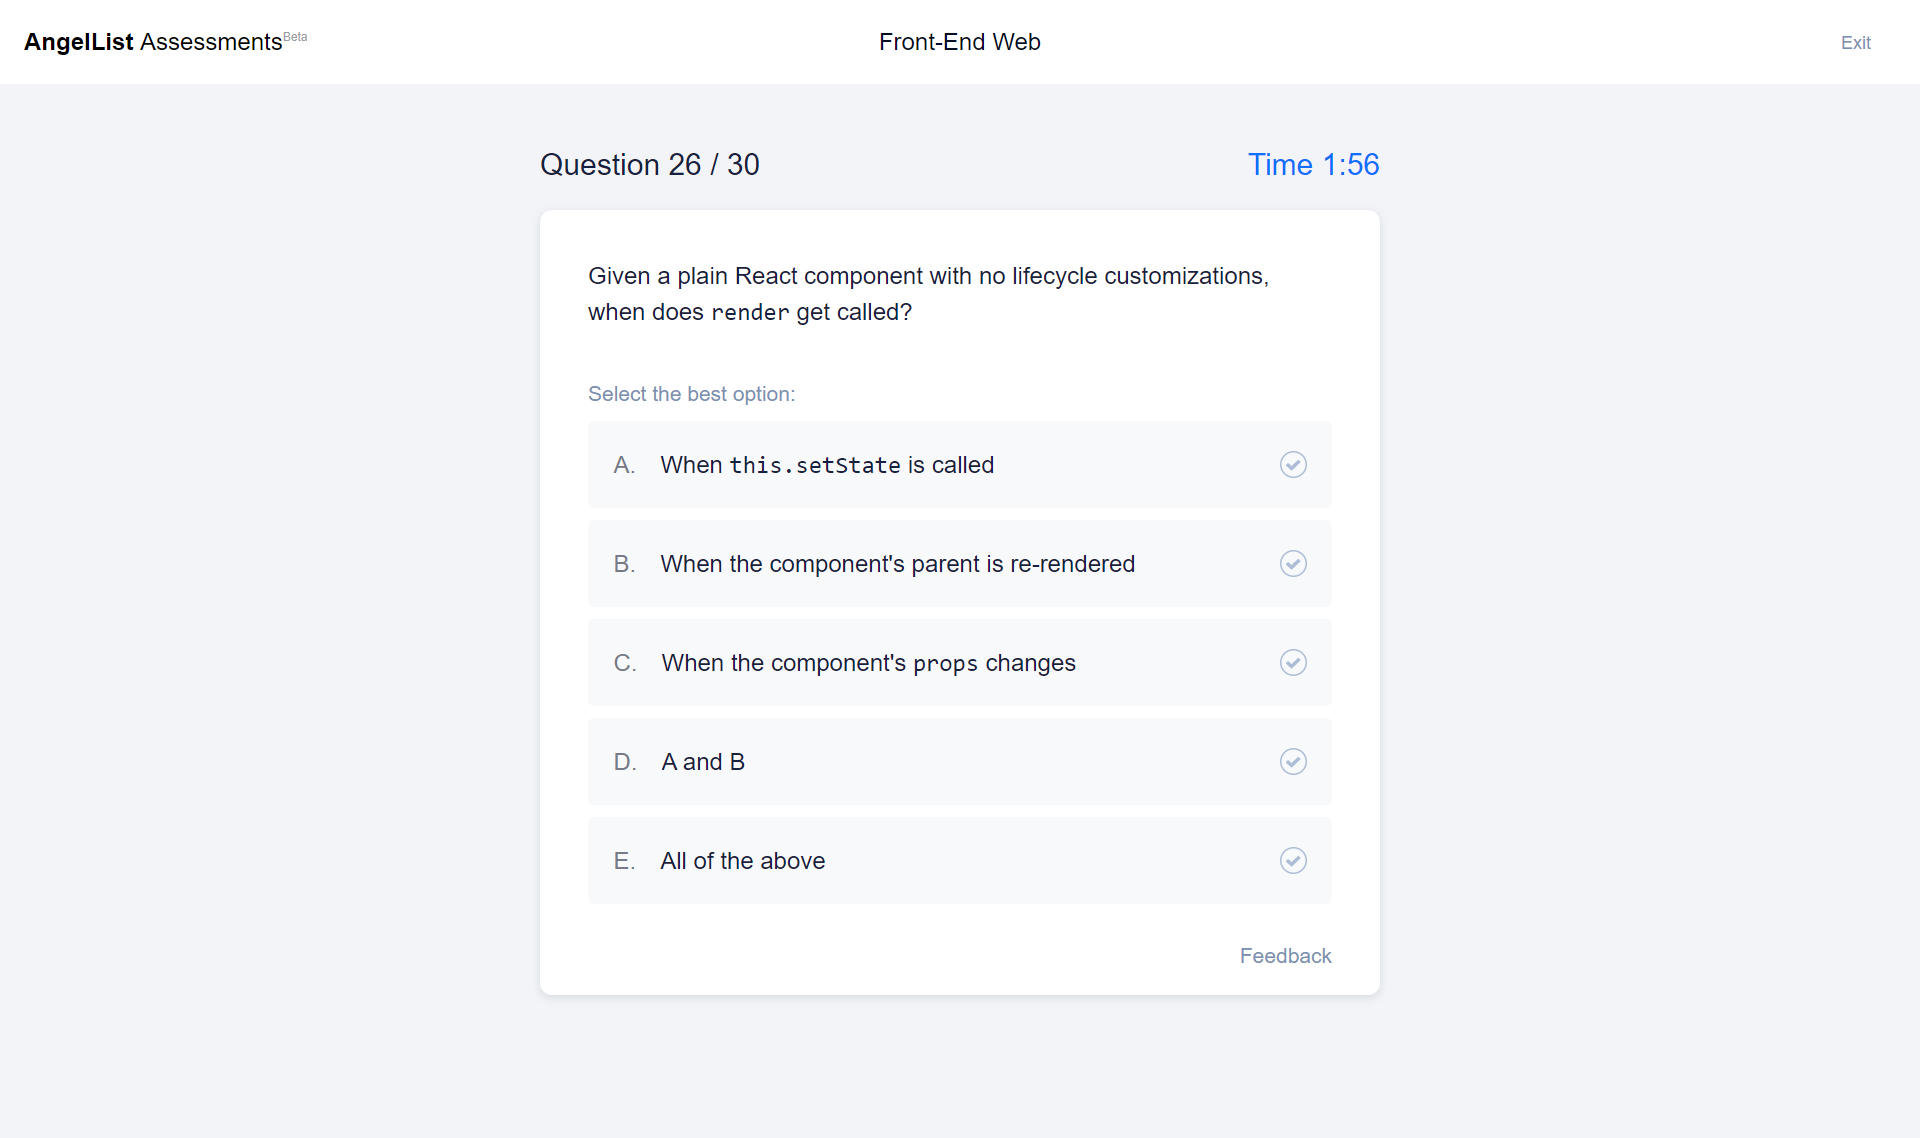 AngelList Assessments Beta
Front-End Web
Exit
Question 26 / 30
Time 1:56
Given a plain React component with no lifecycle customizations,
when does render get called?
Select the best option:
A. When this.setState is called
B. When the component's parent is re-rendered
C. When the component's props changes
D. A and B
E. All of the above
Feedback